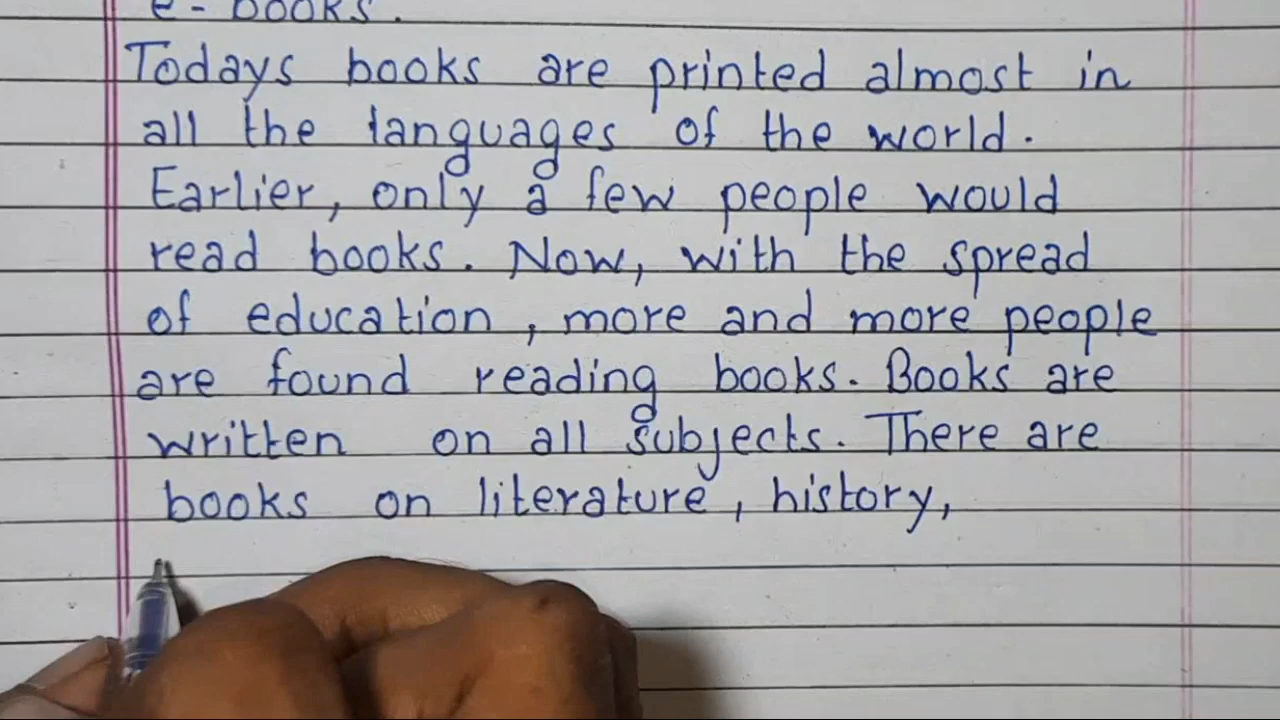 e- books.
Todays books are printed almost in
all the languages of the world.
Earlier, only a few people would
read books. Now, with the spread
of education, more and more people
are found reading books. Books are
written on all subjects. There are
books on literature, history,